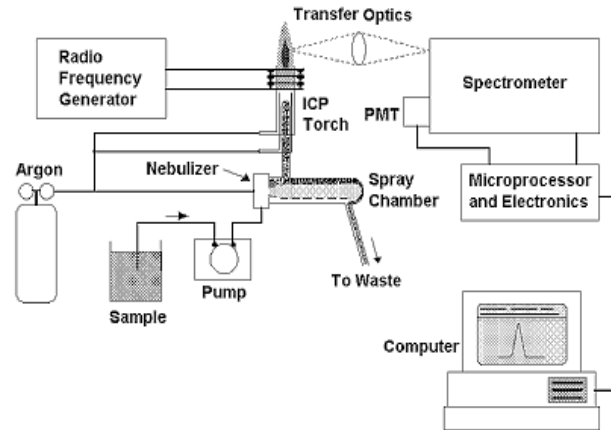 Transfer Optics
Radio
Frequency
Generator
ICP
Torch
Spectrometer
PMT
Argon
Nebulizer
Spray
Chamber
Microprocessor
and Electronics
To Waste
Pump
Sample
Computer